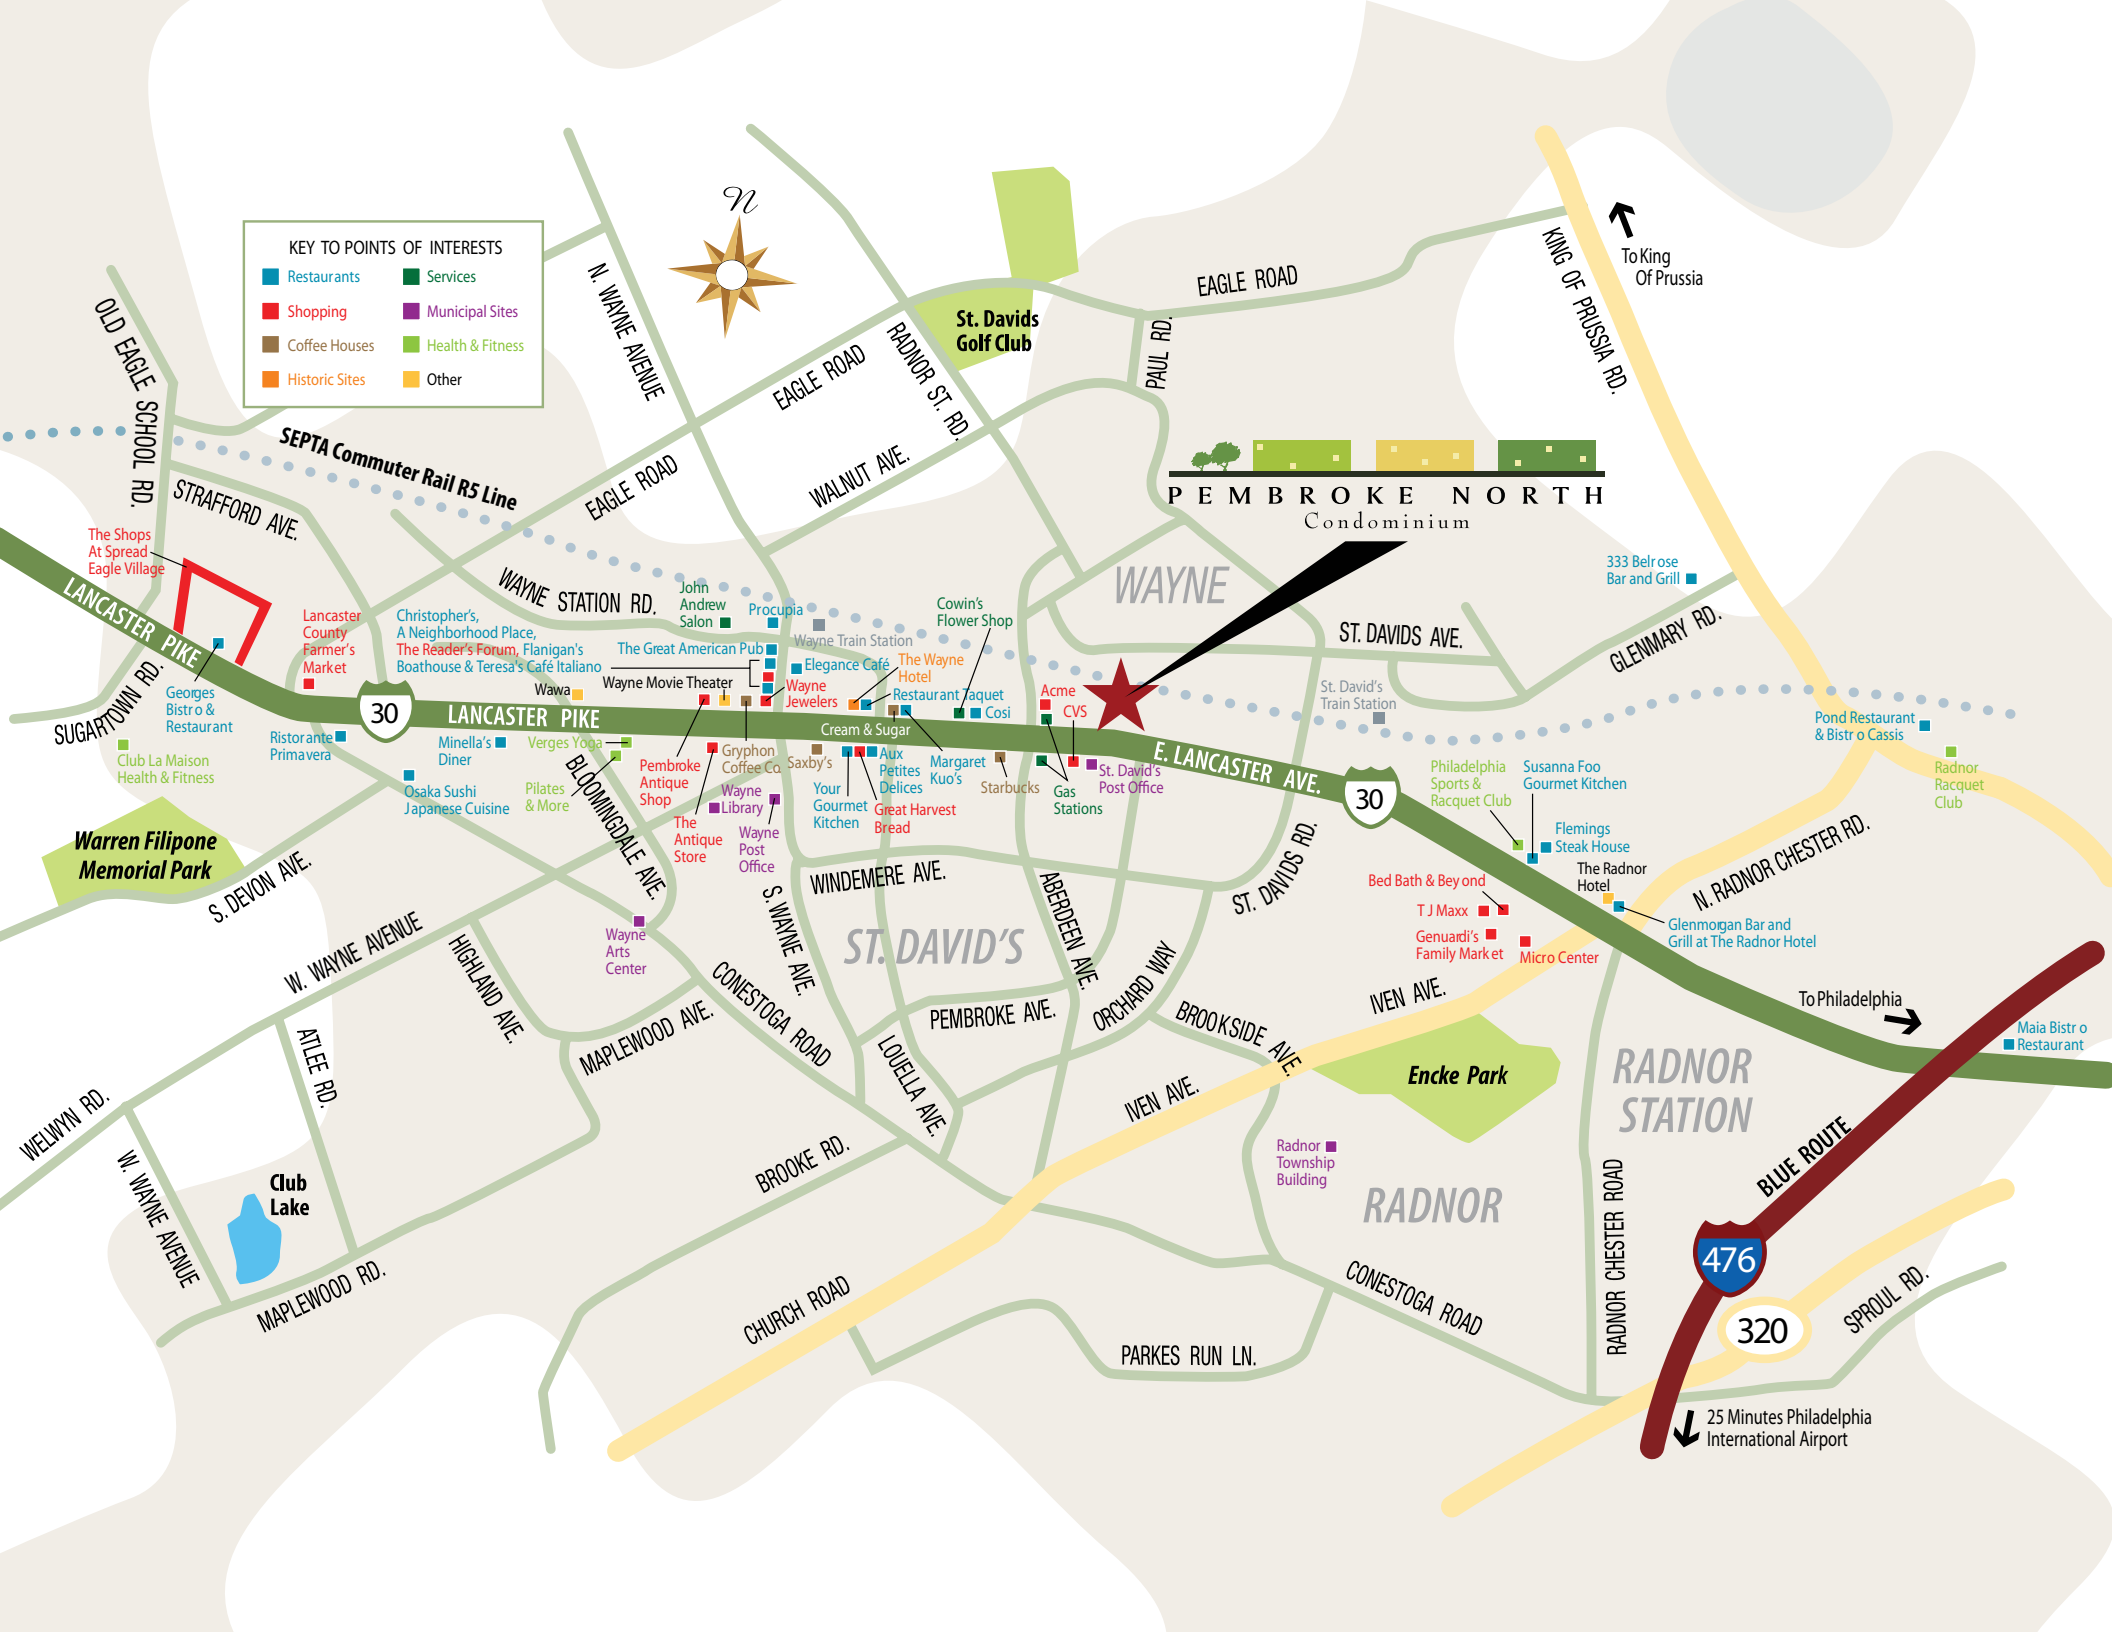 N
KEY TO POINTS OF INTERESTS
Restaurants
Services
Shopping
Municipal Sites
Coffee Houses
Health & Fitness
Historic Sites
Other
OLD EAGLE SCHOOL RD.
N. WAYNE AVENUE
EAGLE ROAD
RADNOR ST. RD.
St. Davids
Golf Club
EAGLE ROAD
PAUL RD.
KING OF PRUSSIA RD.
To King
Of Prussia
SEPTA Commuter Rail R5 Line
STRAFFORD AVE.
EAGLE ROAD
WALNUT AVE.
PEMBROKE NORTH
Condominium
The Shops
At Spread
Eagle Village
LANCASTER PIKE
WAYNE STATION RD.
WAYNE
ST. DAVIDS AVE.
GLENMARY RD.
333 Belrose
Bar and Grill
Lancaster
County
Farmer's
Market
Christopher's,
A Neighborhood Place,
The Reader's Forum, Flanigan's
Boathouse & Teresa's Café Italiano
John
Andrew
Salon
Procupia
Wayne Train Station
The Great American Pub
Elegance Café
Wayne Movie Theater
Wawa
The Wayne
Hotel
Wayne
Jewelers
Restaurant Taquet
Cowin's
Flower Shop
Cosi
Acme
CVS
St. David's
Train Station
SUGARTOWN RD.
Georges
Bistro &
Restaurant
Ristorante
Primavera
30
LANCASTER PIKE
Cream & Sugar
E. LANCASTER AVE.
30
Club La Maison
Health & Fitness
Minella's
Diner
Osaka Sushi
Japanese Cuisine
Verges Yoga
Pilates
& More
BLOOMINGDALE AVE.
Pembroke
Antique
Shop
Gryphon
Coffee Co.
Saxby's
Wayne
Library
The
Antique
Store
Wayne
Post
Office
Your
Gourmet
Kitchen
Aux
Petites
Delices
Great Harvest
Bread
Margaret
Kuo's
Starbucks
Gas
Stations
St. David's
Post Office
Pond Restaurant
& Bistro Cassis
Radnor
Racquet
Club
Philadelphia
Sports &
Racquet Club
Susanna Foo
Gourmet Kitchen
Flemings
Steak House
The Radnor
Hotel
Glenmorgan Bar and
Grill at The Radnor Hotel
Bed Bath & Beyond
T J Maxx
Genuardi's
Family Market
Micro Center
N. RADNOR CHESTER RD.
Warren Filipone
Memorial Park
S. DEVON AVE.
W. WAYNE AVENUE
Wayne
Arts
Center
HIGHLAND AVE.
MAPLEWOOD AVE.
CONESTOGA ROAD
S. WAYNE AVE.
WINDEMERE AVE.
ST. DAVID'S
ABERDEEN AVE.
ST. DAVIDS RD.
ORCHARD WAY
PEMBROKE AVE.
LOUELLA AVE.
BROOKSIDE AVE.
IVEN AVE.
IVEN AVE.
Encke Park
To Philadelphia
Maia Bistro
Restaurant
RADNOR
STATION
WELWYN RD.
ATLEE RD.
W. WAYNE AVENUE
Club
Lake
MAPLEWOOD RD.
BROOKE RD.
Radnor
Township
Building
RADNOR
CHURCH ROAD
PARKES RUN LN.
CONESTOGA ROAD
RADNOR CHESTER ROAD
BLUE ROUTE
476
320
SPROUL RD.
25 Minutes Philadelphia
International Airport